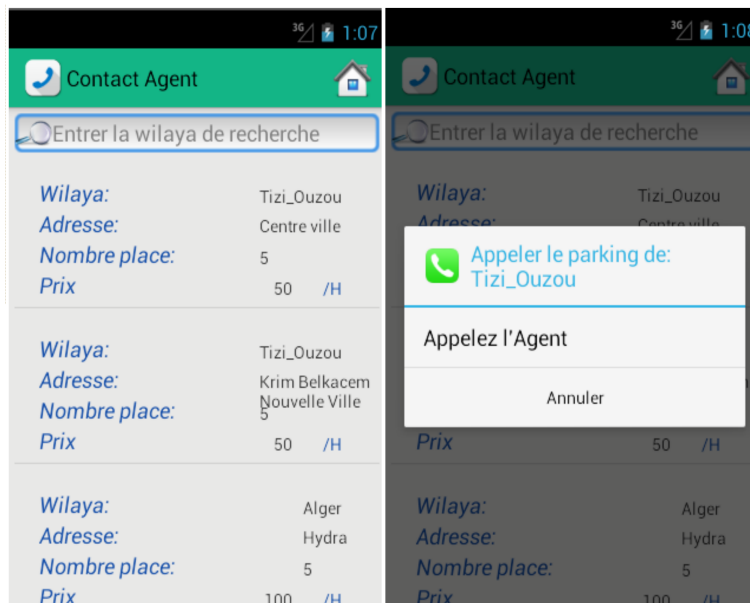 3G 1:07
Contact Agent
Entrer la wilaya de recherche
Wilaya: Tizi_Ouzou
Adresse: Centre ville
Nombre place: 5
Prix 50 /H
Wilaya: Tizi_Ouzou
Adresse: Krim Belkacem
Nouvelle Ville
Nombre place: 5
Prix 50 /H
Wilaya: Alger
Adresse: Hydra
Nombre place: 5
Prix 100 /H
3G 1:08
Contact Agent
Entrer la wilaya de recherche
Wilaya: Tizi_Ouzou
Adresse: Centre ville
Appeler le parking de:
Tizi_Ouzou
Appelez l'Agent
Annuler
Prix 50 /H
Wilaya: Alger
Adresse: Hydra
Nombre place: 5
Prix 100 /H